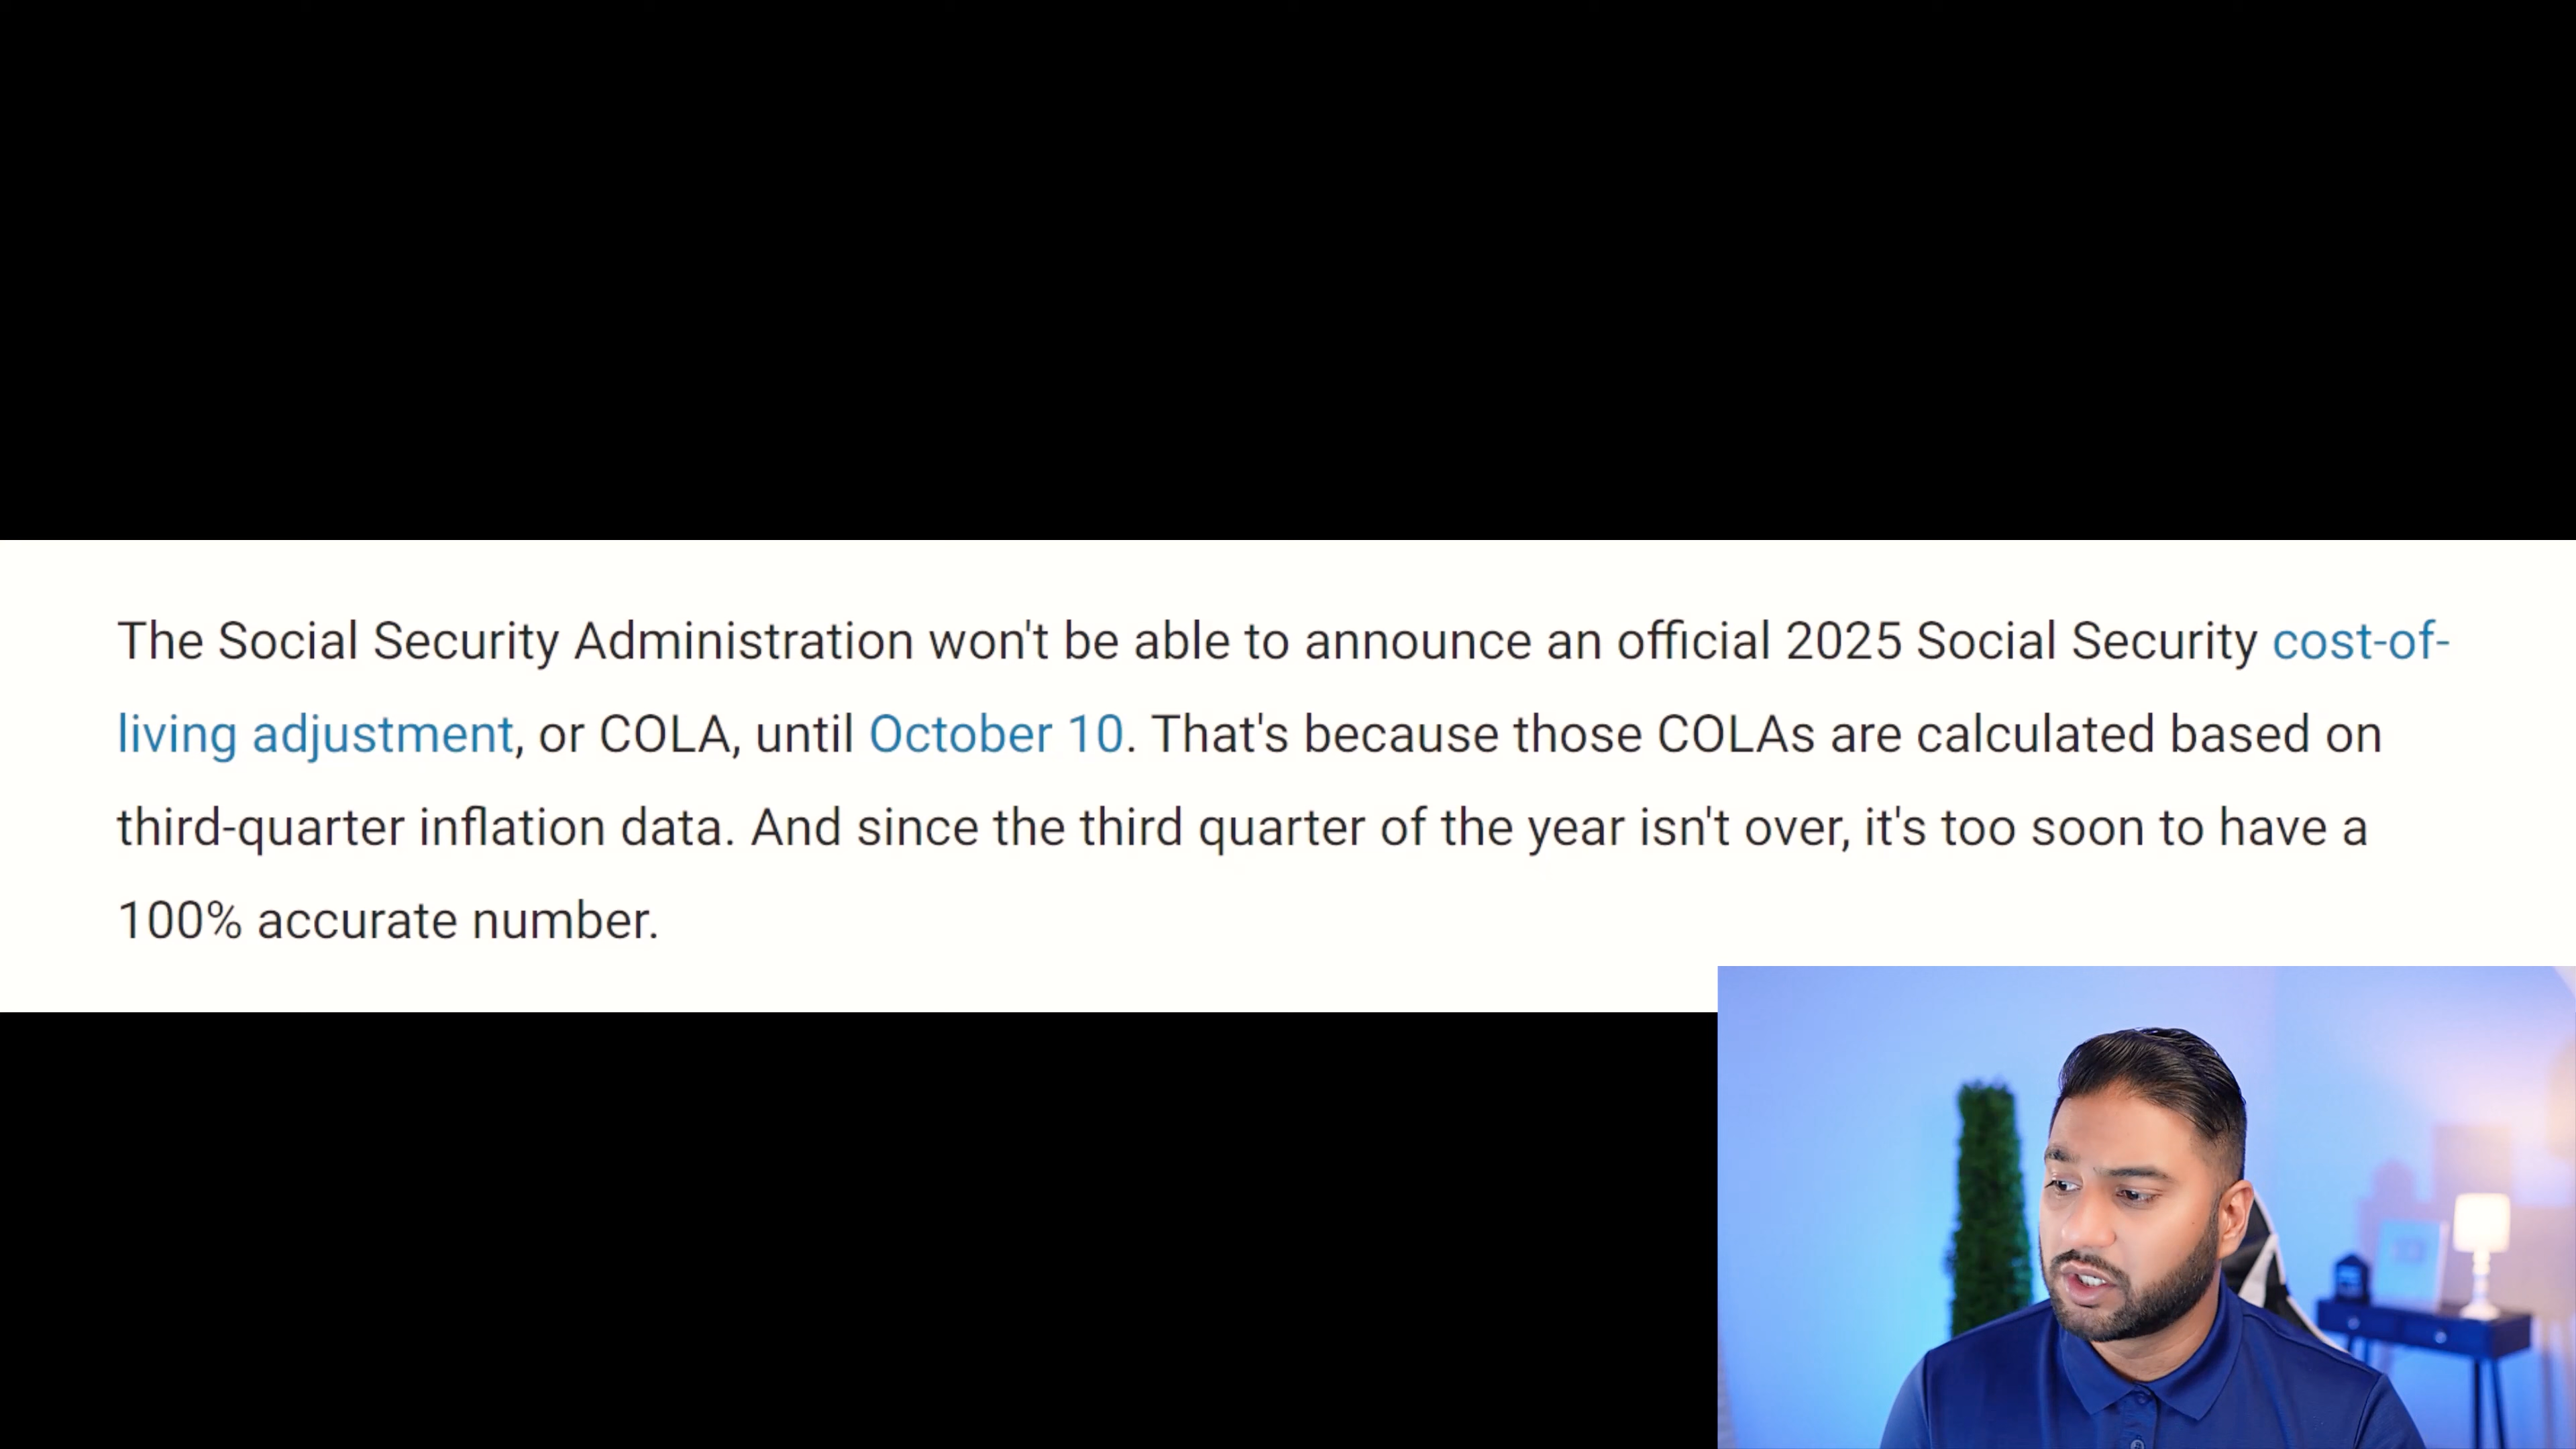 The Social Security Administration won't be able to announce an official 2025 Social Security cost-of-
living adjustment, or COLA, until October 10. That's because those COLAs are calculated based on
third-quarter inflation data. And since the third quarter of the year isn't over, it's too soon to have a
100% accurate number.